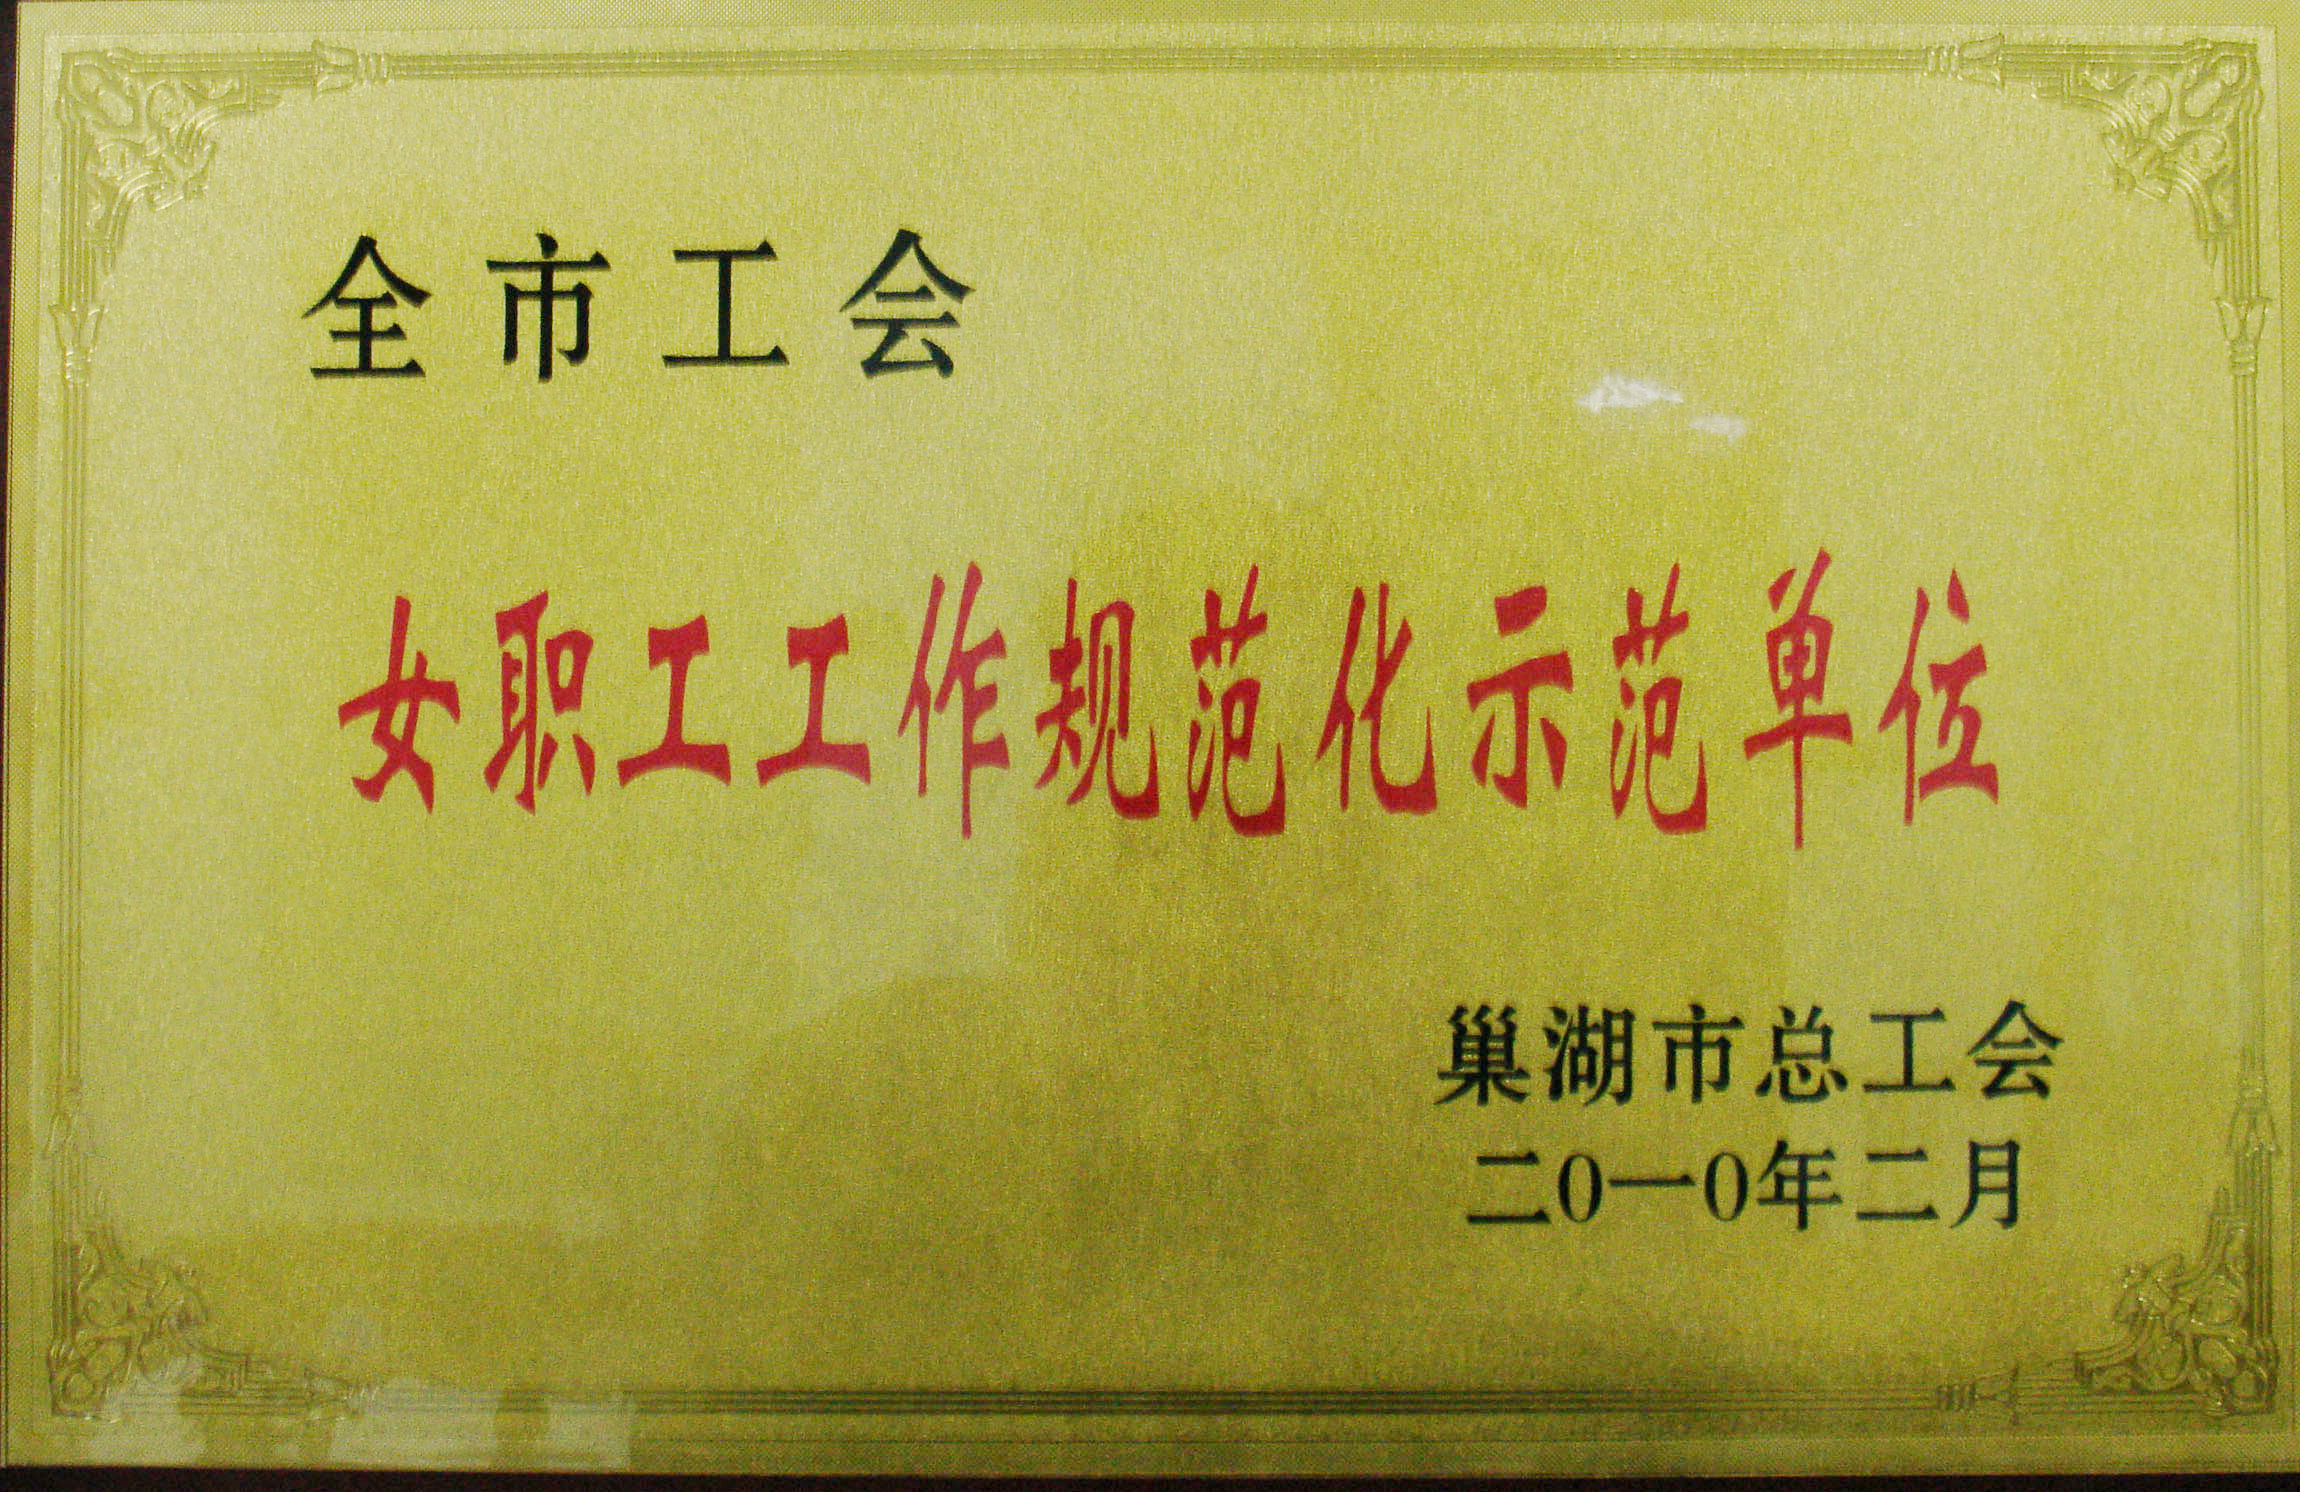 全市工会
女职工工作规范化示范单位
巢湖市总工会
二0一0年二月